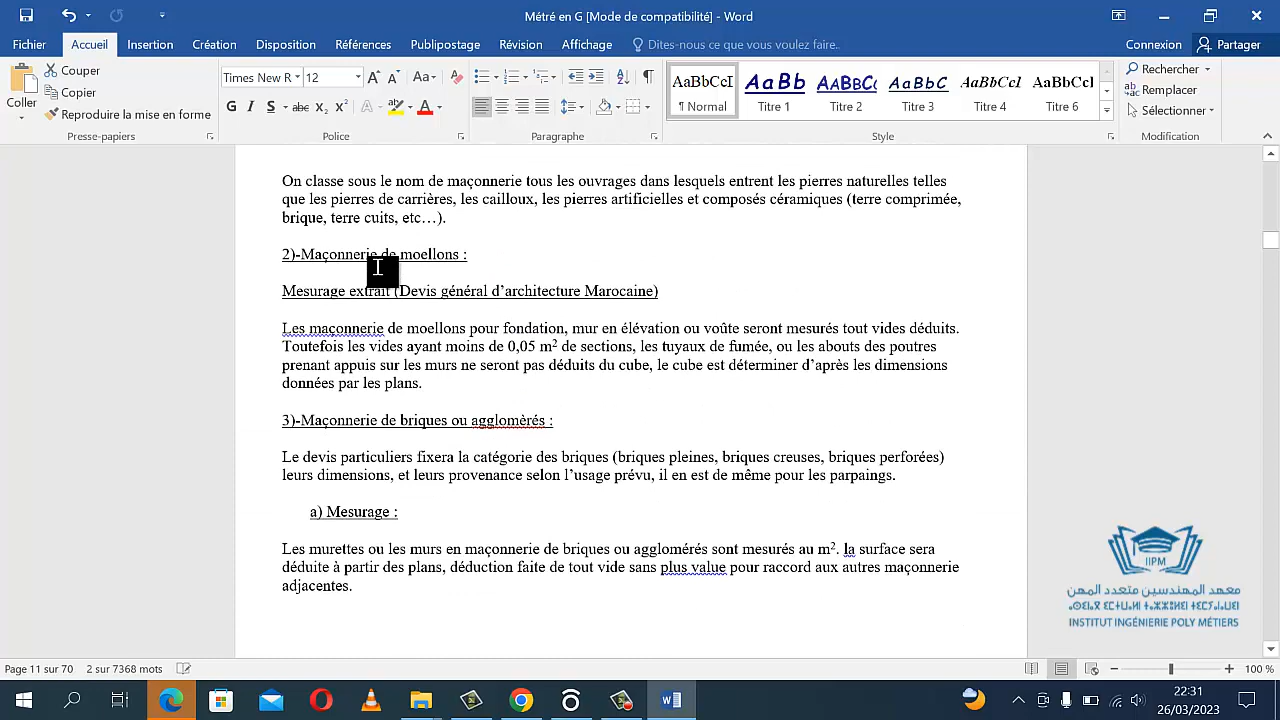 Métré en G [Mode de compatibilité] - Word
Fichier Accueil Insertion Création Disposition Références Publipostage Révision Affichage Dites-nous ce que vous voulez faire.. Connexion Partager
Coller
Couper
Copier
Reproduire la mise en forme
Presse-papiers
Times New R 12
G I S abc x₂ x² A A
Police
Paragraphe
AaBbCcI AaBb AaBbCc AaBbCc AaBbCcI AaBbCcI
¶ Normal Titre 1 Titre 2 Titre 3 Titre 4 Titre 6
Style
Rechercher
Remplacer
Sélectionner
Modification
On classe sous le nom de maçonnerie tous les ouvrages dans lesquels entrent les pierres naturelles telles
que les pierres de carrières, les cailloux, les pierres artificielles et composés céramiques (terre comprimée,
brique, terre cuits, etc…).
2)-Maçonnerie de moellons :
Mesurage extrait (Devis général d’architecture Marocaine)
Les maçonnerie de moellons pour fondation, mur en élévation ou voûte seront mesurés tout vides déduits.
Toutefois les vides ayant moins de 0,05 m² de sections, les tuyaux de fumée, ou les abouts des poutres
prenant appuis sur les murs ne seront pas déduits du cube, le cube est déterminer d’après les dimensions
données par les plans.
3)-Maçonnerie de briques ou agglomèrés :
Le devis particuliers fixera la catégorie des briques (briques pleines, briques creuses, briques perforées)
leurs dimensions, et leurs provenance selon l’usage prévu, il en est de même pour les parpaings.
a) Mesurage :
Les murettes ou les murs en maçonnerie de briques ou agglomérés sont mesurés au m². la surface sera
déduite à partir des plans, déduction faite de tout vide sans plus value pour raccord aux autres maçonnerie
adjacentes.
IIPM
معهد المهندسين متعدد المهن
INSTITUT INGÉNIERIE POLY MÉTIERS
Page 11 sur 70 2 sur 7368 mots 100 %
22:31
26/03/2023